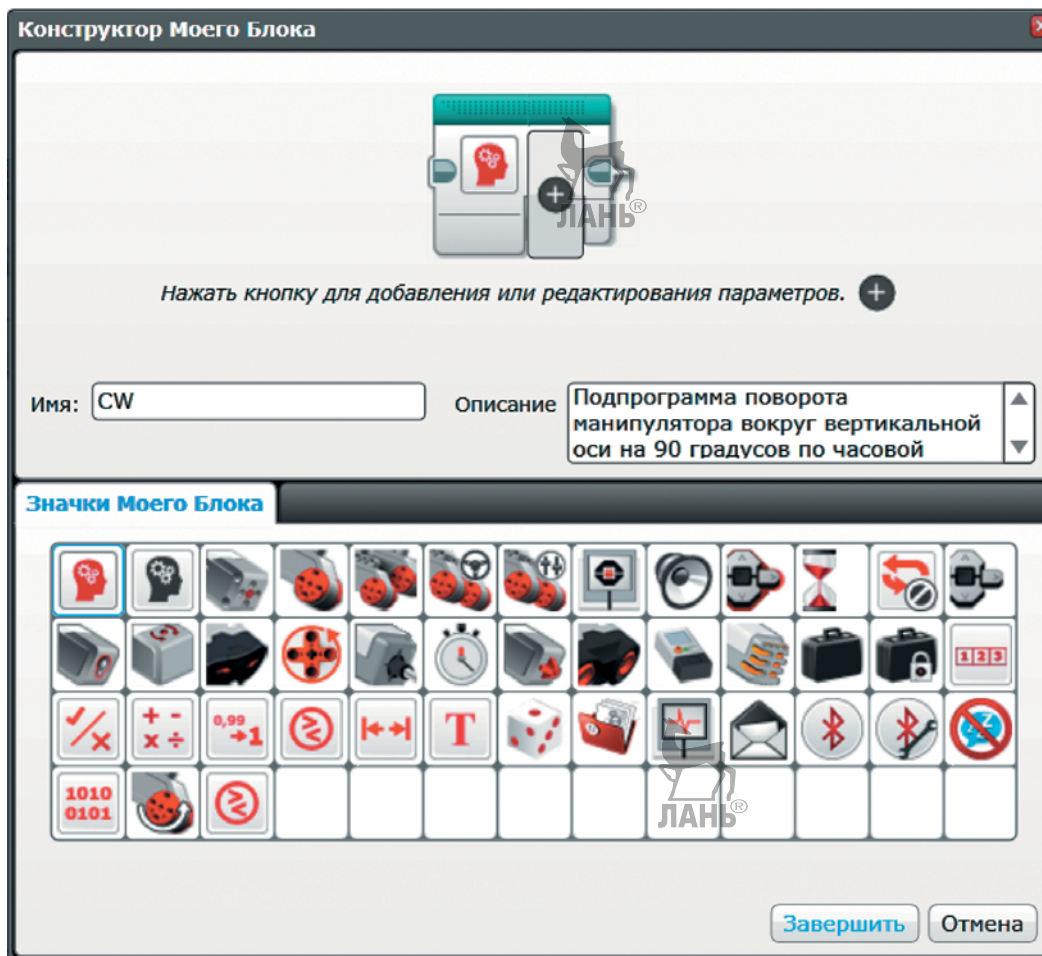 Конструктор Моего Блока
ЛАНЬ®
Нажать кнопку для добавления или редактирования параметров.
Имя: CW
Описание
Подпрограмма поворота
манипулятора вокруг вертикальной
оси на 90 градусов по часовой
Значки Моего Блока
1 2 3
0,99
→1
T
1010
0101
ЛАНЬ®
Завершить
Отмена